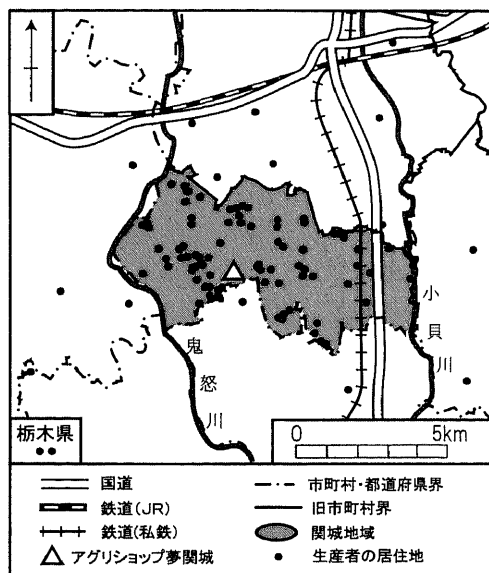 小貝川
鬼怒川
栃木県
0 5km
国道
鉄道(JR)
鉄道(私鉄)
アグリショップ夢関城
市町村・都道府県界
旧市町村界
関城地域
生産者の居住地